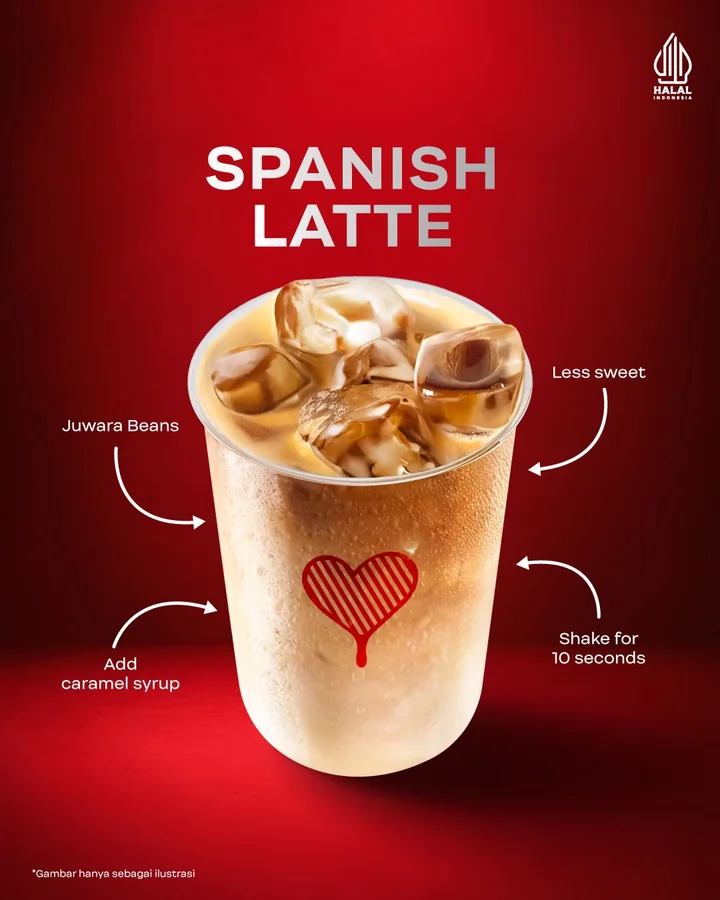 HALAL
INDONESIA
SPANISH
LATTE
Less sweet
Juwara Beans
Shake for
10 seconds
Add
caramel syrup
*Gambar hanya sebagai ilustrasi